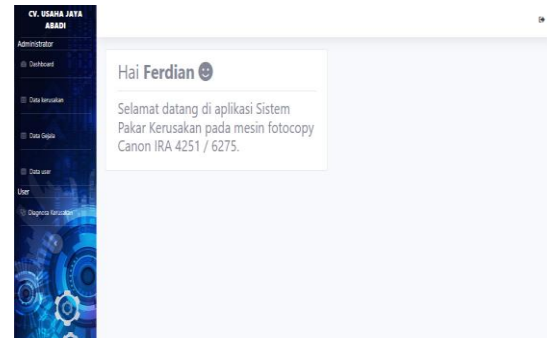 CV. USAHA JAYA
ABADI
Administrator
Dashboard
Data kerusakan
Data Gejala
Data user
User
Diagnosa Kerusakan
Hai Ferdian
Selamat datang di aplikasi Sistem
Pakar Kerusakan pada mesin fotocopy
Canon IRA 4251 / 6275.